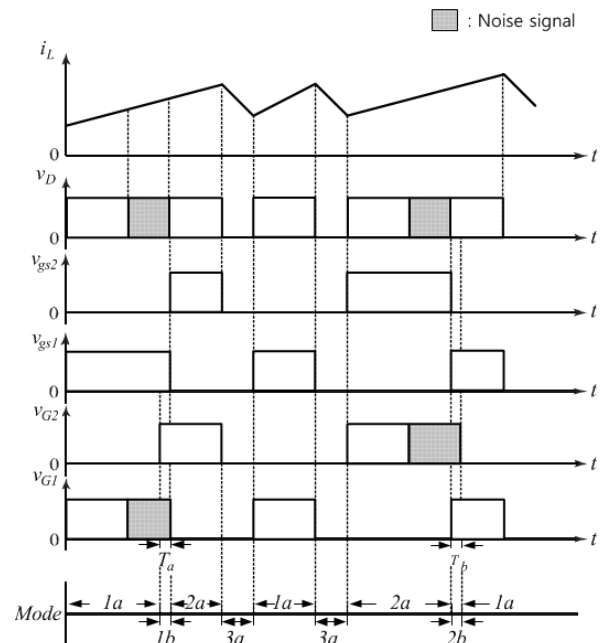 : Noise signal
i_L
0
t
v_D
0
t
v_gs2
0
t
v_gs1
0
t
v_G2
0
t
v_G1
0
t
T_a
T_b
1a 2a 1a 2a 1a
Mode
1b 3a 3a 2b